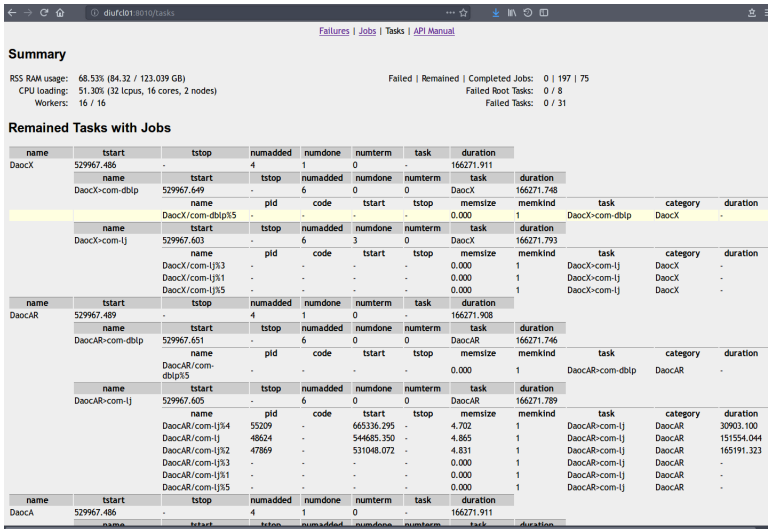 diufcl01:8010/tasks
Failures | Jobs | Tasks | API Manual
Summary
RSS RAM usage: 68.53% (84.32 / 123.039 GB) Failed | Remained | Completed Jobs: 0 | 197 | 75
CPU loading: 51.30% (32 lcpus, 16 cores, 2 nodes) Failed Root Tasks: 0 / 8
Workers: 16 / 16 Failed Tasks: 0 / 31
Remained Tasks with Jobs
name tstart tstop numadded numdone numterm task duration
DaocX 529967.486 - 4 1 0 - 166271.911
name tstart tstop numadded numdone numterm task duration
DaocX>com-dblp 529967.649 - 6 0 0 DaocX 166271.748
name pid code tstart tstop memsize memkind task category duration
DaocX/com-dblp%5 - - - - 0.000 1 DaocX>com-dblp DaocX -
name tstart tstop numadded numdone numterm task duration
DaocX>com-lj 529967.603 - 6 3 0 DaocX 166271.793
name pid code tstart tstop memsize memkind task category duration
DaocX/com-lj%3 - - - - 0.000 1 DaocX>com-lj DaocX -
DaocX/com-lj%1 - - - - 0.000 1 DaocX>com-lj DaocX -
DaocX/com-lj%5 - - - - 0.000 1 DaocX>com-lj DaocX -
name tstart tstop numadded numdone numterm task duration
DaocAR 529967.489 - 4 1 0 - 166271.908
name tstart tstop numadded numdone numterm task duration
DaocAR>com-dblp 529967.651 - 6 0 0 DaocAR 166271.746
name pid code tstart tstop memsize memkind task category duration
DaocAR/com-
dblp%5 - - - - 0.000 1 DaocAR>com-dblp DaocAR -
name tstart tstop numadded numdone numterm task duration
DaocAR>com-lj 529967.605 - 6 0 0 DaocAR 166271.789
name pid code tstart tstop memsize memkind task category duration
DaocAR/com-lj%4 55209 - 665336.295 - 4.702 1 DaocAR>com-lj DaocAR 30903.100
DaocAR/com-lj 48624 - 544685.350 - 4.865 1 DaocAR>com-lj DaocAR 151554.044
DaocAR/com-lj%2 47869 - 531048.072 - 4.831 1 DaocAR>com-lj DaocAR 165191.323
DaocAR/com-lj%3 - - - - 0.000 1 DaocAR>com-lj DaocAR -
DaocAR/com-lj%1 - - - - 0.000 1 DaocAR>com-lj DaocAR -
DaocAR/com-lj%5 - - - - 0.000 1 DaocAR>com-lj DaocAR -
name tstart tstop numadded numdone numterm task duration
DaocA 529967.486 - 4 1 0 - 166271.911
name tstart tstop numadded numdone numterm task duration